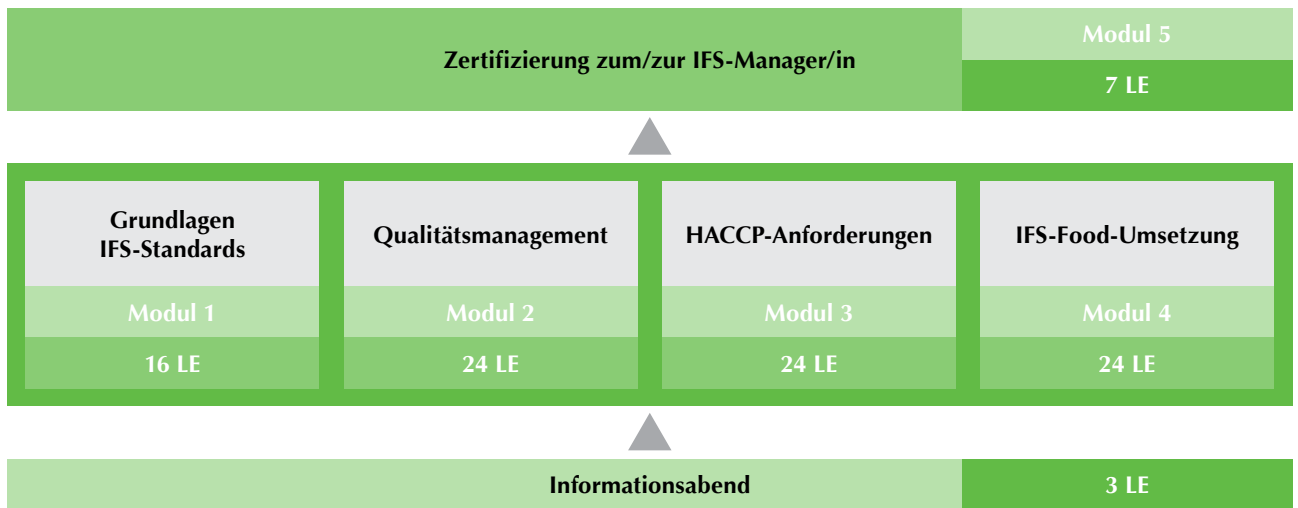 Zertifizierung zum/zur IFS-Manager/in
Modul 5
7 LE
Grundlagen
IFS-Standards
Modul 1
16 LE
Qualitätsmanagement
Modul 2
24 LE
HACCP-Anforderungen
Modul 3
24 LE
IFS-Food-Umsetzung
Modul 4
24 LE
Informationsabend
3 LE